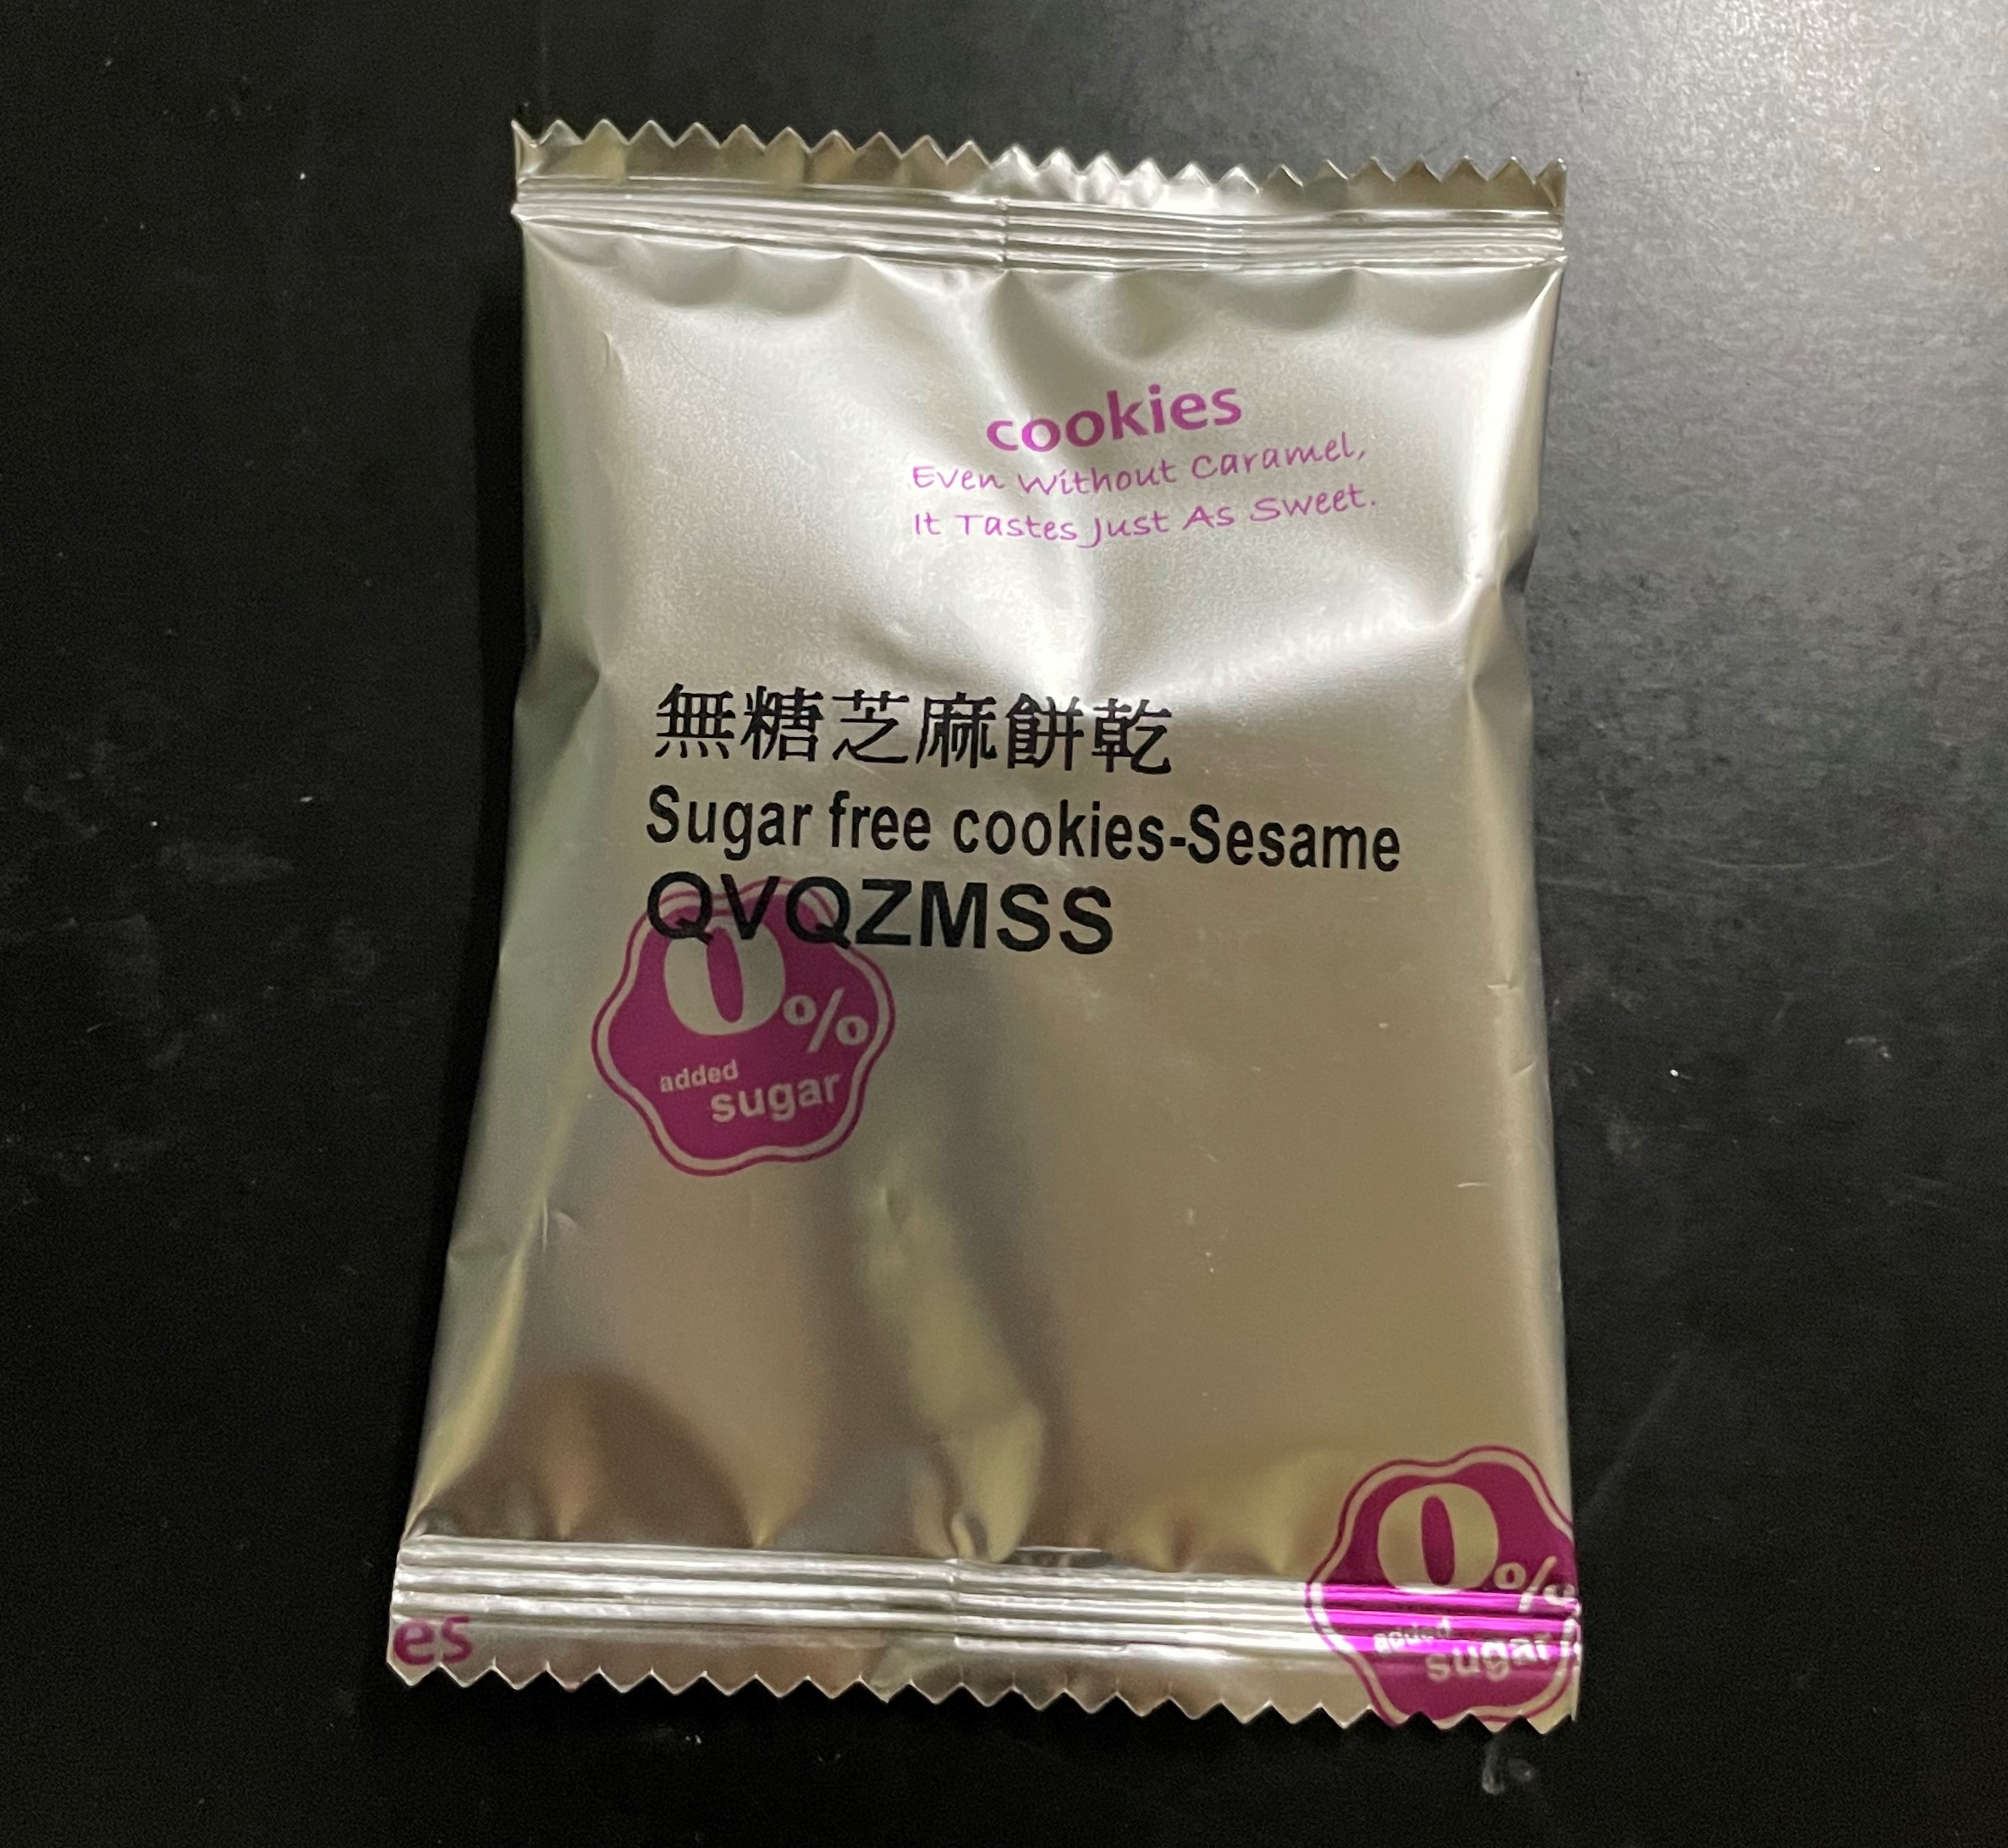 cookies
Even Without Caramel,
It Tastes Just As Sweet.
無糖芝麻餅乾
Sugar free cookies-Sesame
QVQZMSS
0%
added
sugar
0%
added
sugar
es